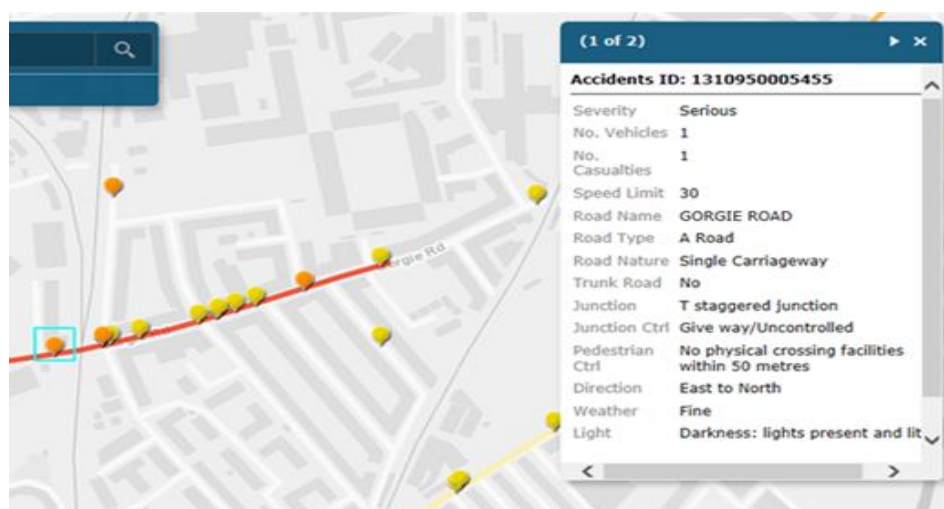 (1 of 2)
Accidents ID: 1310950005455
Severity Serious
No. Vehicles 1
No. Casualties 1
Speed Limit 30
Road Name GORGIE ROAD
Road Type A Road
Road Nature Single Carriageway
Trunk Road No
Junction T staggered junction
Junction Ctrl Give way/Uncontrolled
Pedestrian Ctrl No physical crossing facilities
within 50 metres
Direction East to North
Weather Fine
Light Darkness: lights present and lit
orgie Rd